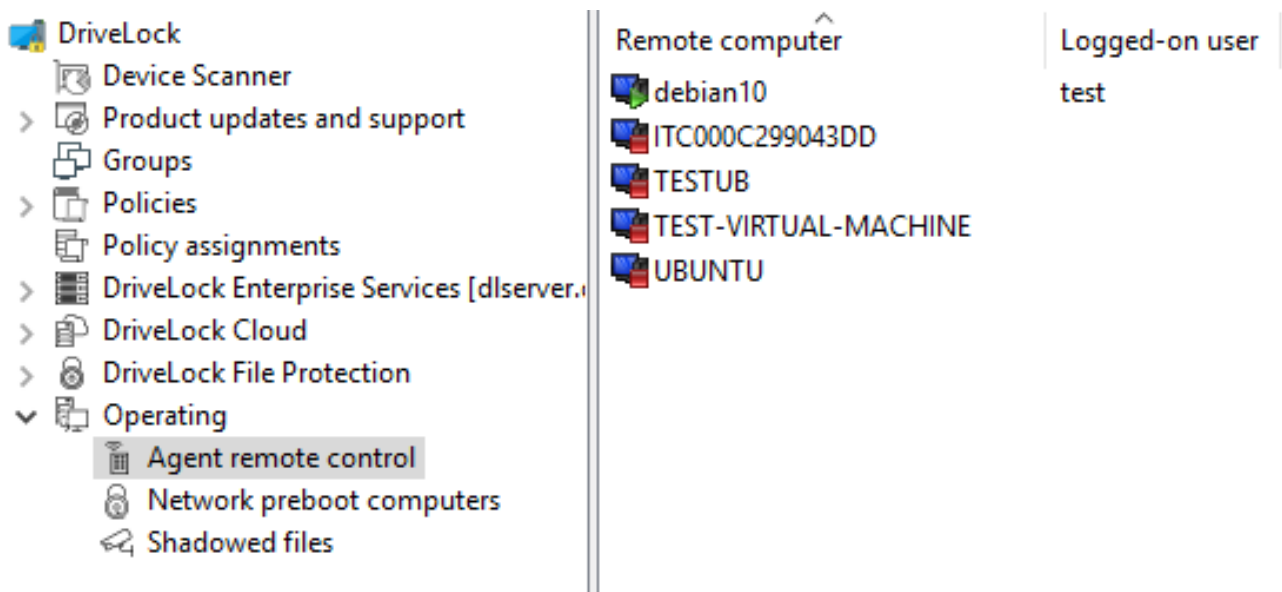 DriveLock
Device Scanner
Product updates and support
Groups
Policies
Policy assignments
DriveLock Enterprise Services [dlserver.
DriveLock Cloud
DriveLock File Protection
Operating
Agent remote control
Network preboot computers
Shadowed files
Remote computer Logged-on user
debian10 test
ITC000C299043DD
TESTUB
TEST-VIRTUAL-MACHINE
UBUNTU